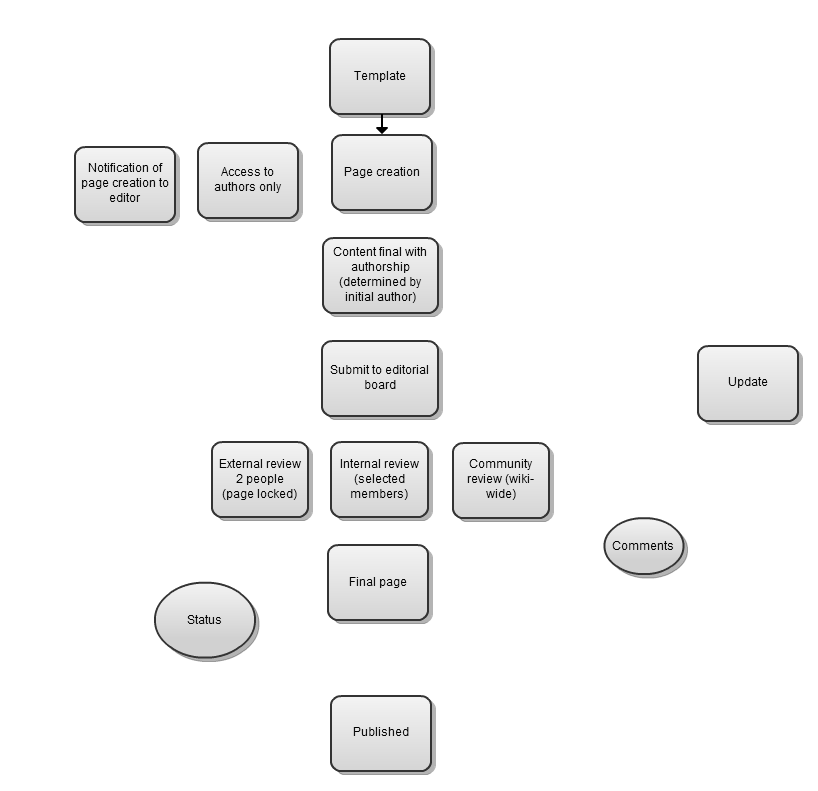 Template
Notification of
page creation to
editor
Access to
authors only
Page creation
Content final with
authorship
(determined by
initial author)
Submit to editorial
board
Update
External review
2 people
(page locked)
Internal review
(selected
members)
Community
review (wiki-
wide)
Comments
Final page
Status
Published